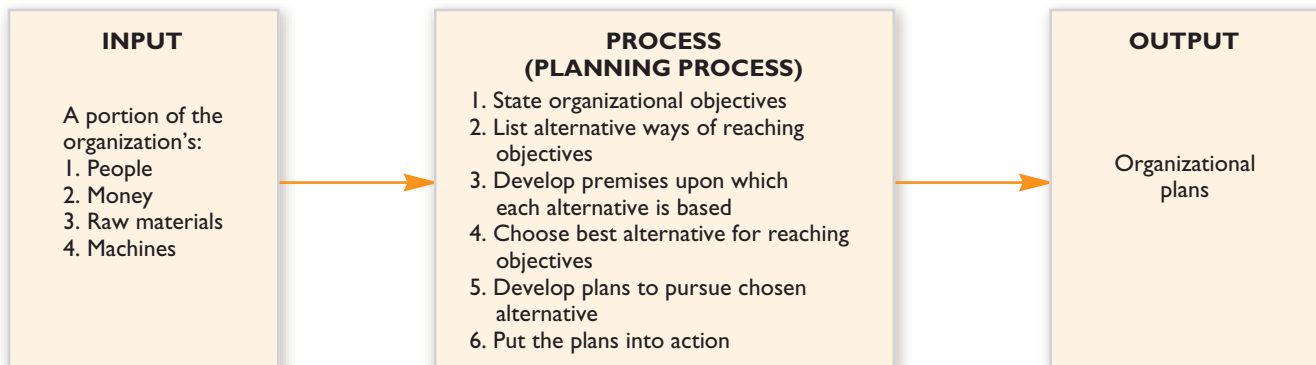 INPUT
A portion of the
organization's:
1. People
2. Money
3. Raw materials
4. Machines
PROCESS
(PLANNING PROCESS)
1. State organizational objectives
2. List alternative ways of reaching
objectives
3. Develop premises upon which
each alternative is based
4. Choose best alternative for reaching
objectives
5. Develop plans to pursue chosen
alternative
6. Put the plans into action
OUTPUT
Organizational
plans